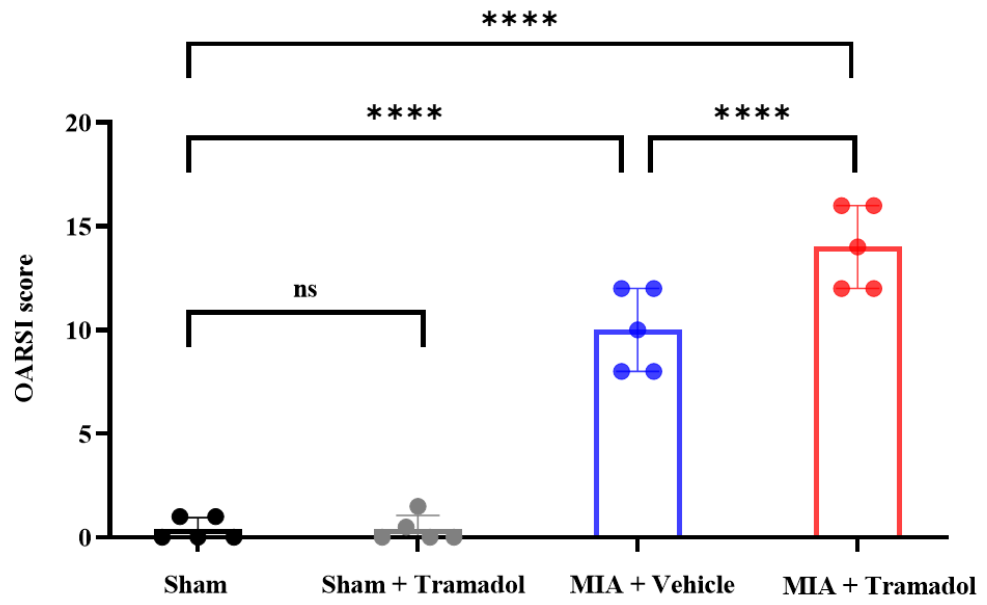 ****
****
****
20
15
ns
10
5
0
OARSI score
Sham
Sham + Tramadol
MIA + Vehicle
MIA + Tramadol